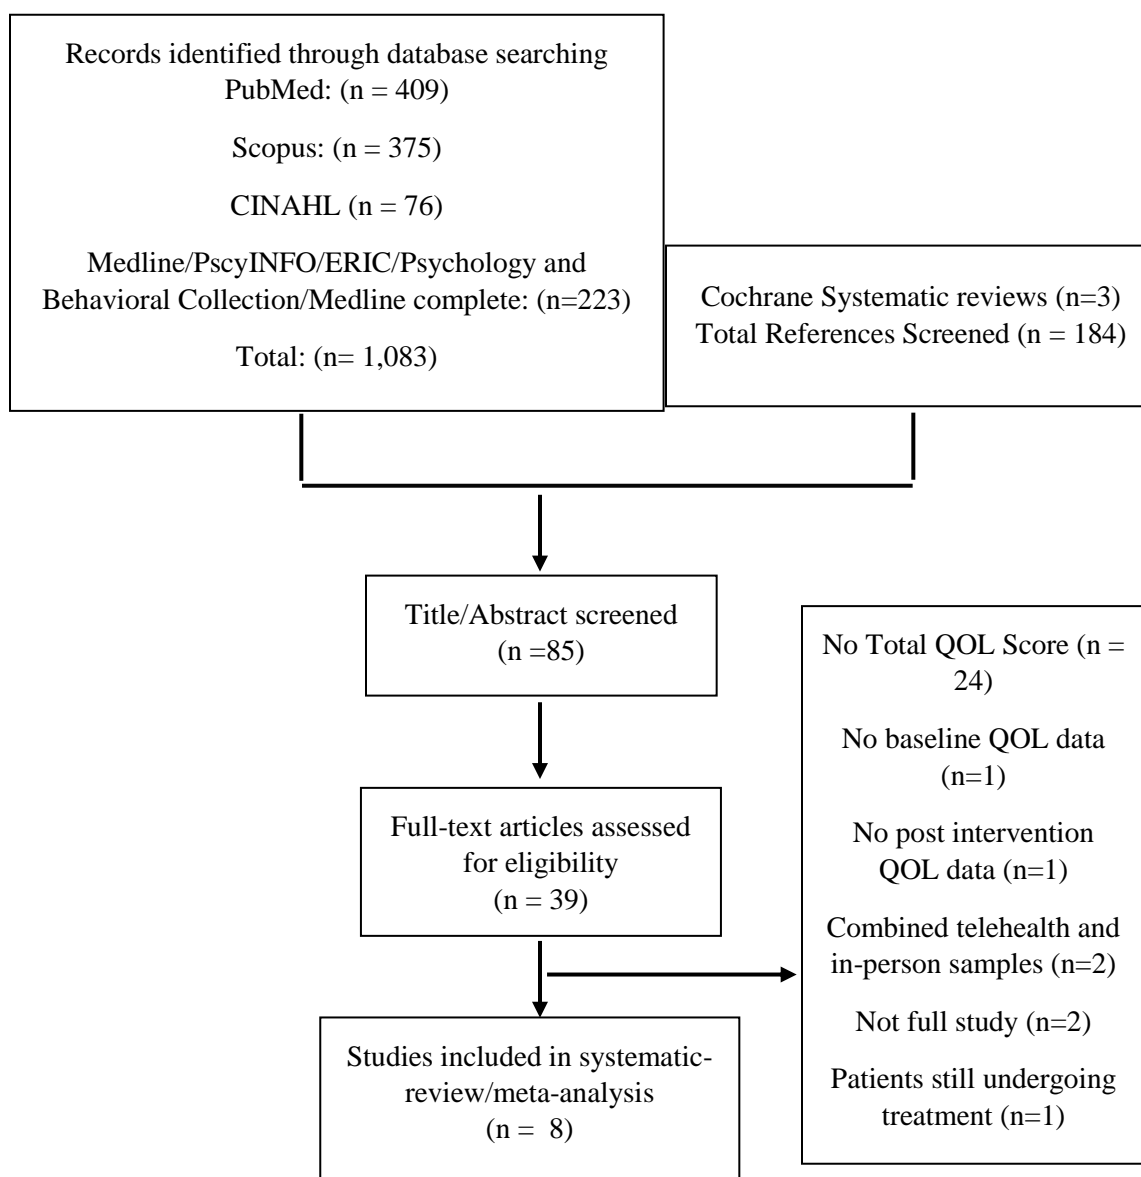 Records identified through database searching
PubMed: (n = 409)
Scopus: (n = 375)
CINAHL (n = 76)
Medline/PscyINFO/ERIC/Psychology and
Behavioral Collection/Medline complete: (n=223)
Total: (n= 1,083)
Cochrane Systematic reviews (n=3)
Total References Screened (n = 184)
Title/Abstract screened
(n =85)
Full-text articles assessed
for eligibility
(n = 39)
No Total QOL Score (n =
24)
No baseline QOL data
(n=1)
No post intervention
QOL data (n=1)
Combined telehealth and
in-person samples (n=2)
Not full study (n=2)
Patients still undergoing
treatment (n=1)
Studies included in systematic-
review/meta-analysis
(n =  8)